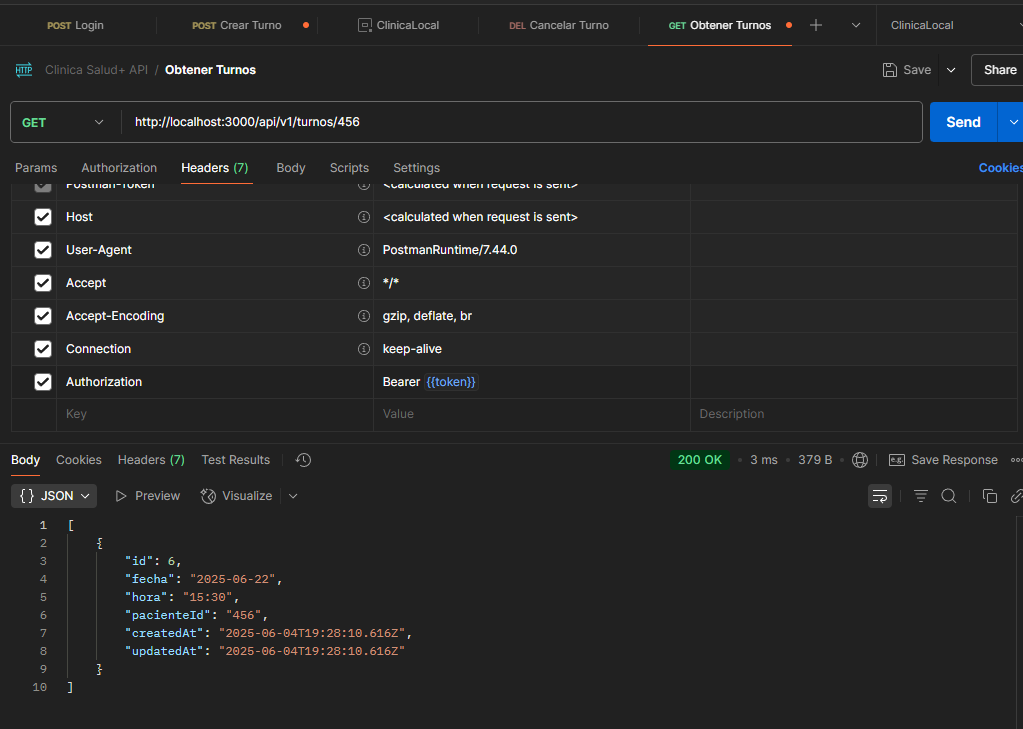 POST Login POST Crear Turno ClinicaLocal DEL Cancelar Turno GET Obtener Turnos ClinicaLocal
HTTP Clinica Salud+ API / Obtener Turnos Save Share
GET http://localhost:3000/api/v1/turnos/456 Send
Params Authorization Headers (7) Body Scripts Settings Cookies
Postman-Token <calculated when request is sent>
Host <calculated when request is sent>
User-Agent PostmanRuntime/7.44.0
Accept */*
Accept-Encoding gzip, deflate, br
Connection keep-alive
Authorization Bearer {{token}}
Key Value Description
Body Cookies Headers (7) Test Results 200 OK • 3 ms • 379 B • e.g. Save Response
{} JSON Preview Visualize
1 [
2 {
3 "id": 6,
4 "fecha": "2025-06-22",
5 "hora": "15:30",
6 "pacienteId": "456",
7 "createdAt": "2025-06-04T19:28:10.616Z",
8 "updatedAt": "2025-06-04T19:28:10.616Z"
9 }
10 ]